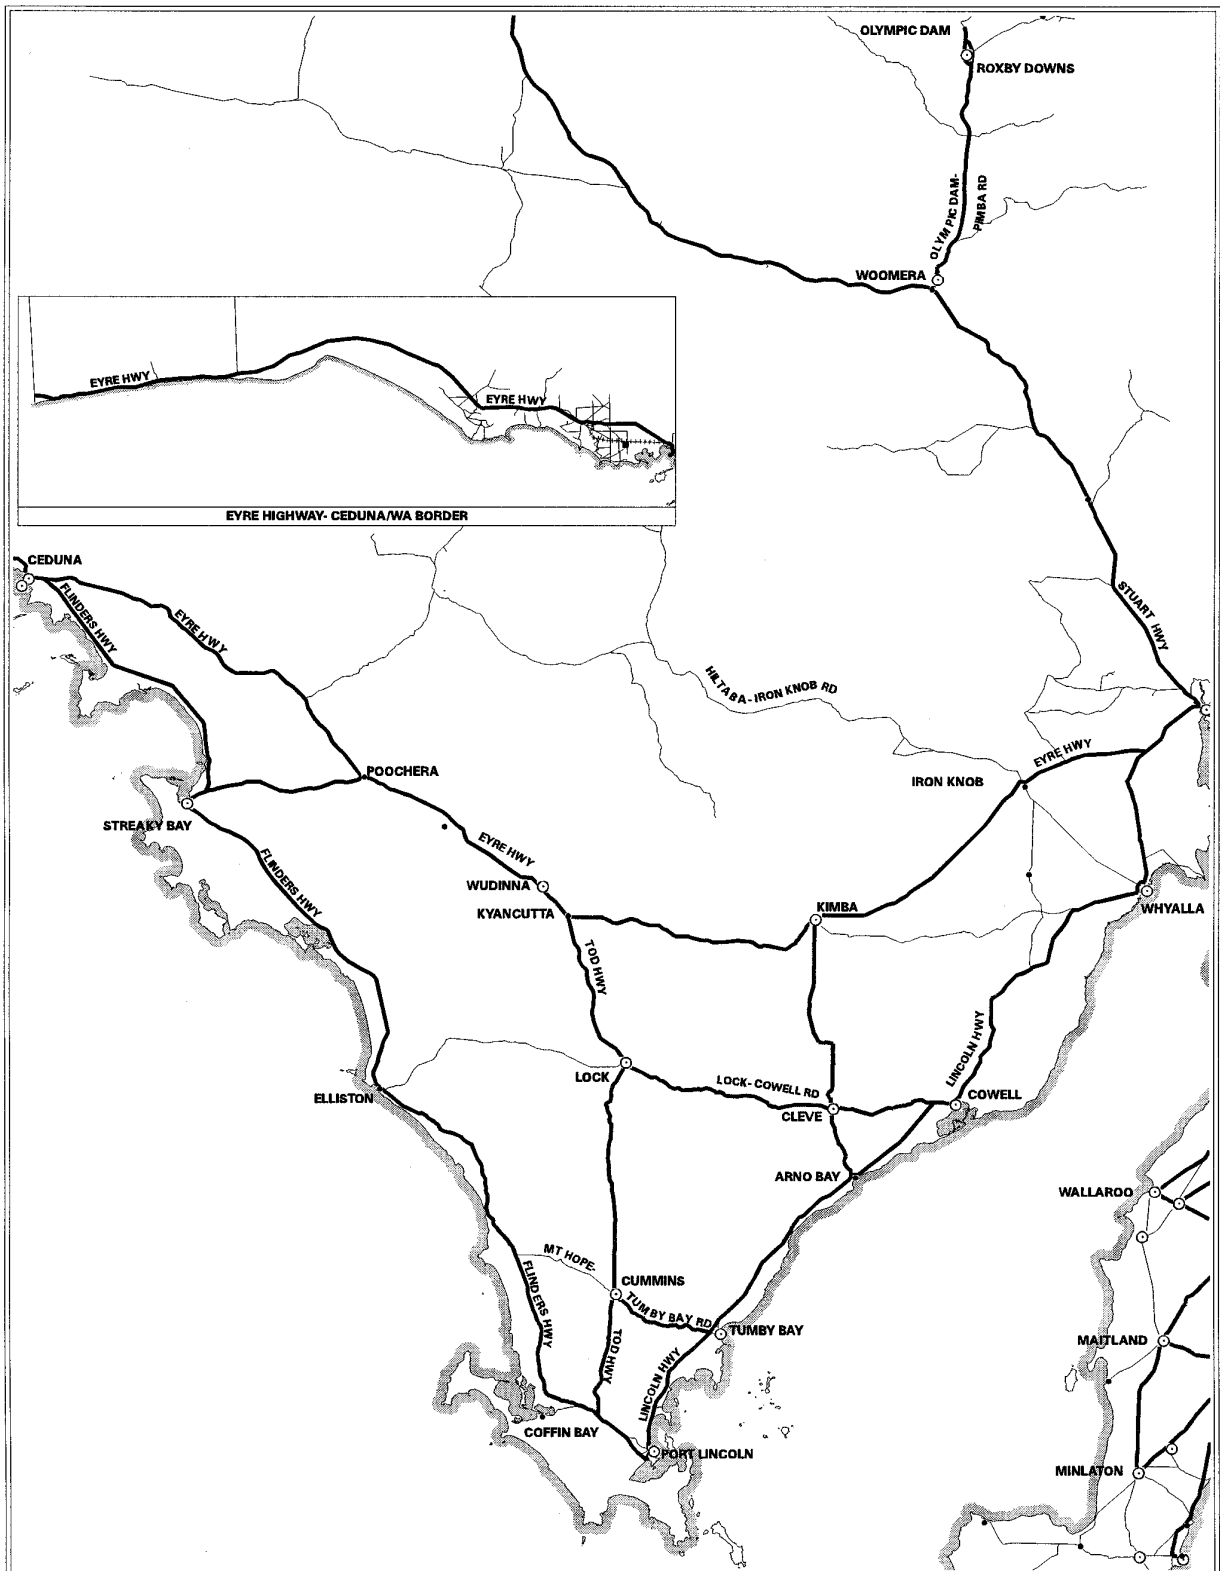 OLYMPIC DAM
ROXBY DOWNS
OLYMPIC DAM-
PIMBA RD
WOOMERA
EYRE HWY
EYRE HWY
EYRE HIGHWAY- CEDUNA/WA BORDER
CEDUNA
FLINDERS HWY
EYRE HWY
STUART HWY
HILTABA - IRON KNOB RD
EYRE HWY
POOCHERA
IRON KNOB
STREAKY BAY
FLINDERS HWY
EYRE HWY
WUDINNA
KYANCUTTA
KIMBA
WHYALLA
TOD HWY
LINCOLN HWY
LOCK
LOCK- COWELL RD
ELLISTON
CLEVE
COWELL
ARNO BAY
WALLAROO
MT HOPE-
FLINDERS HWY
CUMMINS
TUMBY BAY RD
TUMBY BAY
TOD HWY
LINCOLN HWY
MAITLAND
COFFIN BAY
PORT LINCOLN
MINLATON